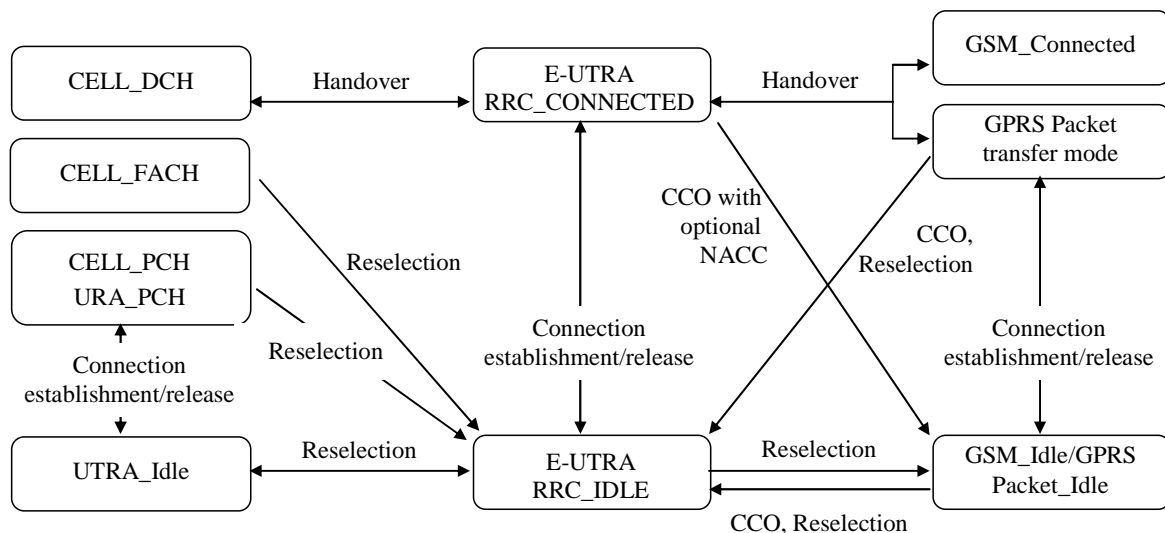 GSM_Connected
CELL_DCH
Handover
E-UTRA
RRC_CONNECTED
Handover
GPRS Packet
transfer mode
CELL_FACH
CCO with
optional
NACC
CCO,
Reselection
CELL_PCH
URA_PCH
Reselection
Reselection
Connection
establishment/release
Connection
establishment/release
Connection
establishment/release
UTRA_Idle
Reselection
E-UTRA
RRC_IDLE
Reselection
GSM_Idle/GPRS
Packet_Idle
CCO, Reselection